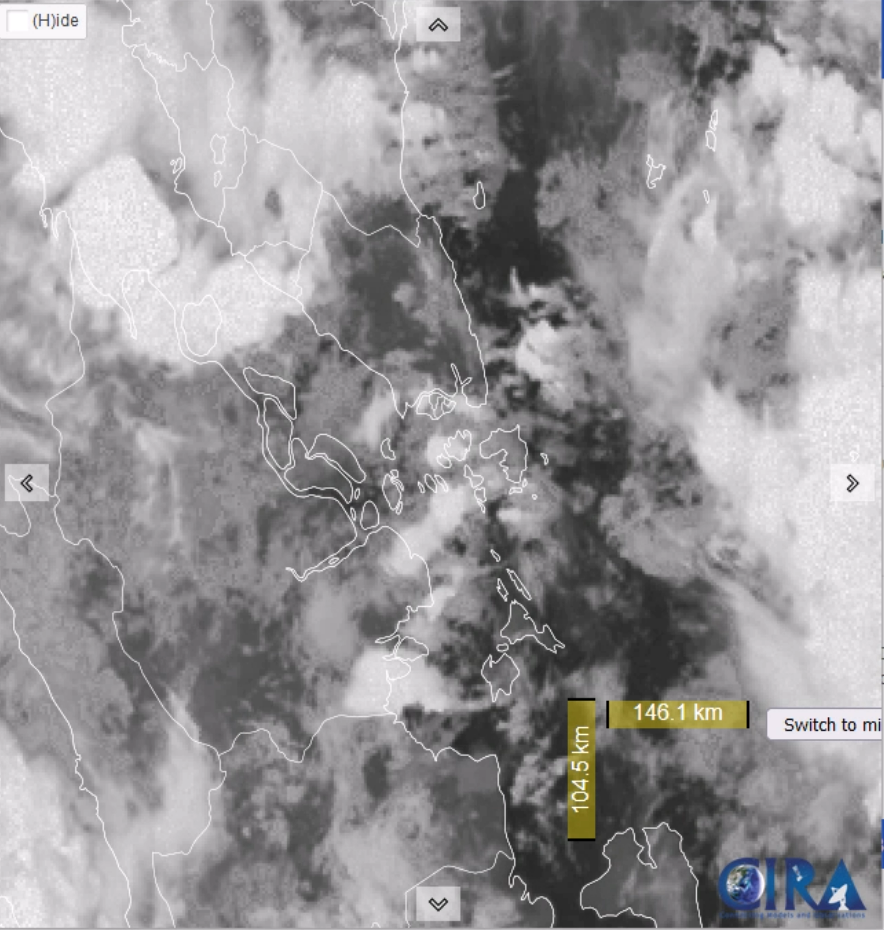 (H)ide
146.1 km
104.5 km
Switch to mi
CIRA